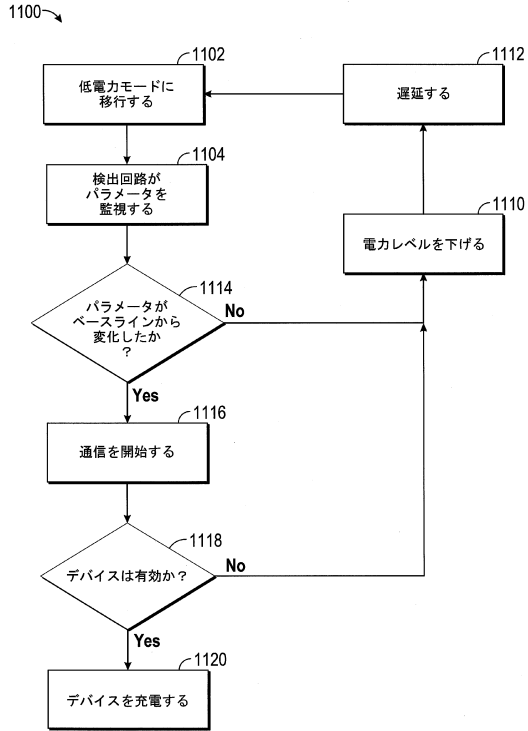 1100
1102
低電力モードに
移行する
1112
遅延する
1104
検出回路が
パラメータを
監視する
1110
電力レベルを下げる
1114
パラメータが
ベースラインから
変化したか
?
No
Yes
1116
通信を開始する
1118
デバイスは有効か?
No
Yes
1120
デバイスを充電する